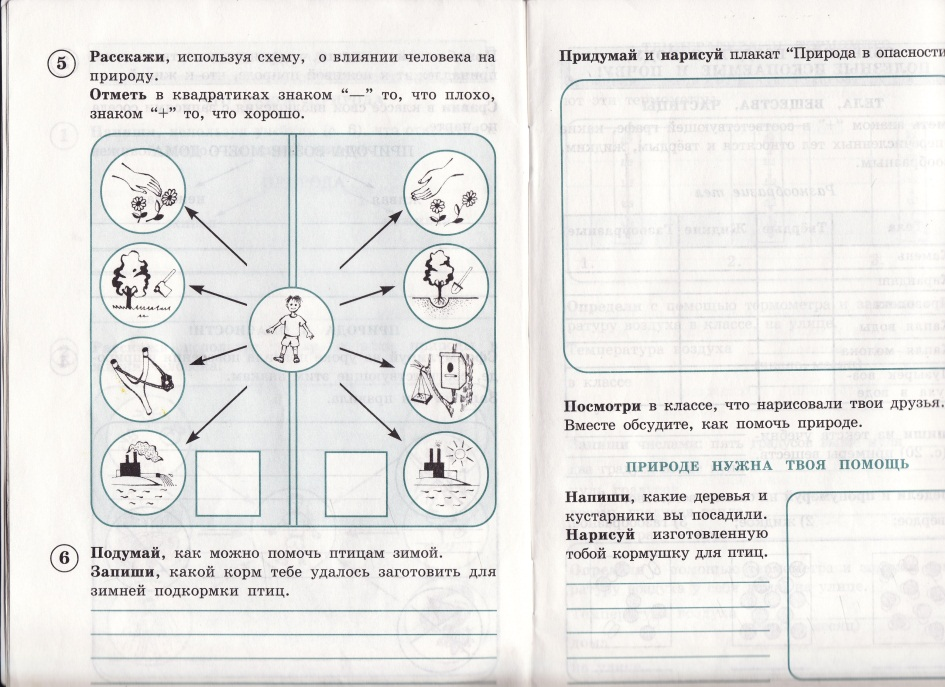 5 Расскажи, используя схему, о влиянии человека на
природу.
Отметь в квадратиках знаком “—” то, что плохо,
знаком “+” то, что хорошо.
6 Подумай, как можно помочь птицам зимой.
Запиши, какой корм тебе удалось заготовить для
зимней подкормки птиц.
Придумай и нарисуй плакат “Природа в опасности
Посмотри в классе, что нарисовали твои друзья.
Вместе обсудите, как помочь природе.
ПРИРОДЕ НУЖНА ТВОЯ ПОМОЩЬ
Напиши, какие деревья и
кустарники вы посадили.
Нарисуй изготовленную
тобой кормушку для птиц.